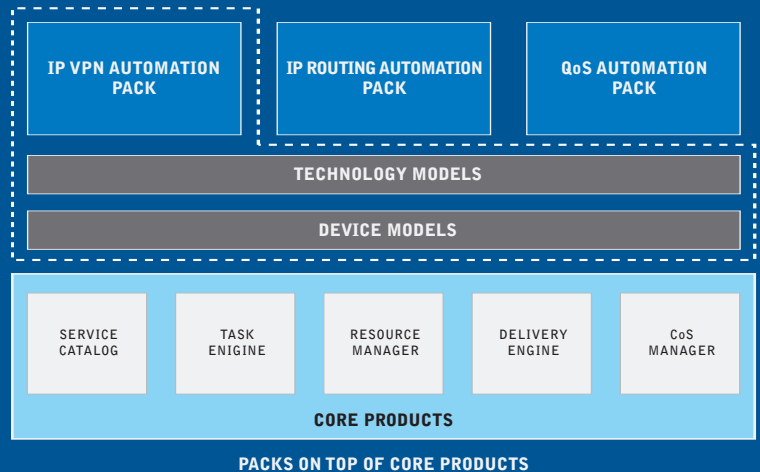 IP VPN AUTOMATION
PACK
IP ROUTING AUTOMATION
PACK
QoS AUTOMATION
PACK
TECHNOLOGY MODELS
DEVICE MODELS
SERVICE
CATALOG
TASK
ENIGINE
RESOURCE
MANAGER
DELIVERY
ENGINE
CoS
MANAGER
CORE PRODUCTS
PACKS ON TOP OF CORE PRODUCTS